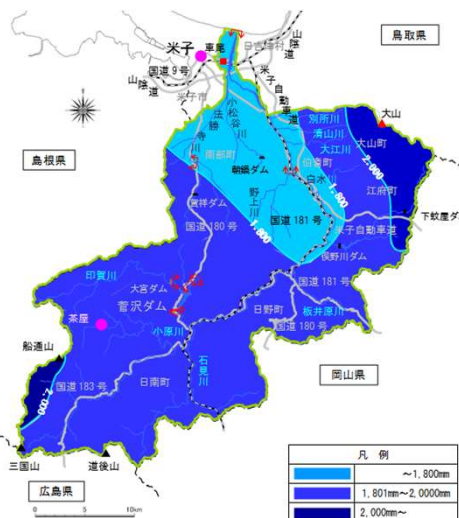 鳥取県
米子
車尾
日吉津村
山陰道
国道9号
山陰道
米子市
米子自動車道
法勝寺川
小松谷川
別所川
清山川
大江川
大山
大山町
2,000
島根県
南部町
伯耆町
朝鍋ダム
白水川
野上川
江府町
1,800
賀祥ダム
国道181号
下蚊屋ダ
国道180号
1,800
米子自動車道
俣野川ダム
印賀川
大宮ダム
国道181号
菅沢ダム
日野町
板井原川
茶屋
小原川
国道180号
船通山
石見川
岡山県
国道183号
日南町
2,000
三国山
道後山
広島県
0 5 10km
凡例
～1,800mm
1,801mm～2,0000mm
2,000mm～